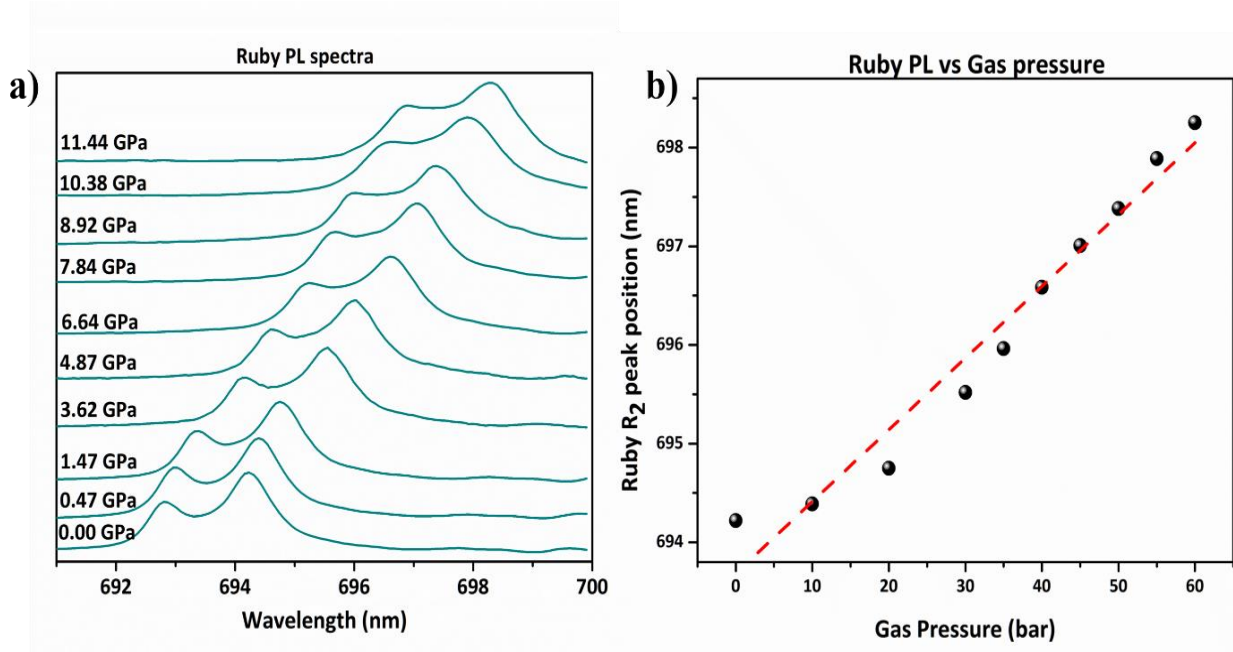 a)
Ruby PL spectra
11.44 GPa
10.38 GPa
8.92 GPa
7.84 GPa
6.64 GPa
4.87 GPa
3.62 GPa
1.47 GPa
0.47 GPa
0.00 GPa
692 694 696 698 700
Wavelength (nm)
b)
Ruby PL vs Gas pressure
Ruby R2 peak position (nm)
698
697
696
695
694
0 10 20 30 40 50 60
Gas Pressure (bar)